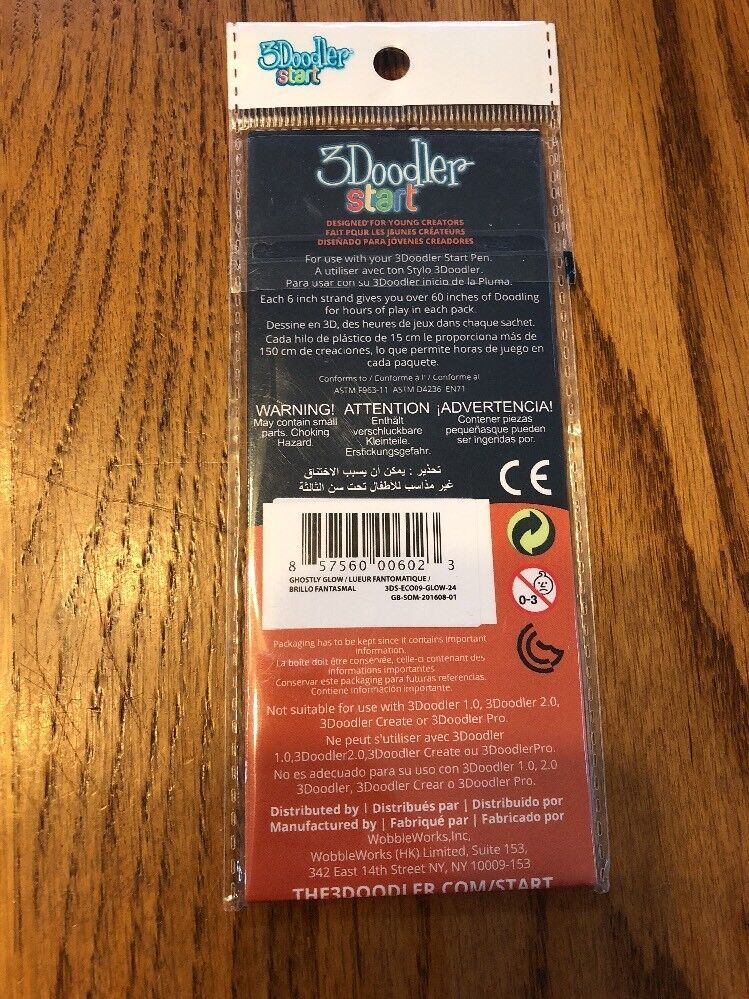 3Doodler
start
3Doodler
start
DESIGNED FOR YOUNG CREATORS
FAIT POUR LES JEUNES CRÉATEURS
DISEÑADO PARA JÓVENES CREADORES
For use with your 3Doodler Start Pen.
A utiliser avec ton Stylo 3Doodler.
Para usar con su 3Doodler inicio de la Pluma.
Each 6 inch strand gives you over 60 inches of Doodling
for hours of play in each pack.
Dessine en 3D, des heures de jeux dans chaque sachet.
Cada hilo de plástico de 15 cm le proporciona más de
150 cm de creaciones, lo que permite horas de juego en
cada paquete.
Conforms to / Conforme à l' / Conforme al
ASTM F963-11 ASTM D4236 EN71
WARNING! ATTENTION ¡ADVERTENCIA!
May contain small
parts. Choking
Hazard.
Enthält
verschluckbare
Kleinteile.
Erstickungsgefahr.
Contener piezas
pequeñasque pueden
ser ingendas por.
تحذير : يمكن أن يسبب الاختناق
غير مناسب للاطفال تحت سن الثالثة
CE
8 57560 00602 3
GHOSTLY GLOW / LUEUR FANTOMATIQUE /
BRILLO FANTASMAL 3DS-ECO09-GLOW-24
GB-SOM-201608-01
0-3
Packaging has to be kept since it contains important
information.
La boîte doit être conservée, celle-ci contenant des
informations importantes
Conservar este packaging para futuras referencias.
Contiene información importante.
Not suitable for use with 3Doodler 1.0, 3Doodler 2.0,
3Doodler Create or 3Doodler Pro.
Ne peut s'utiliser avec 3Doodler
1.0,3Doodler2.0,3Doodler Create ou 3DoodlerPro.
No es adecuado para su uso con 3Doodler 1.0, 2.0
3Doodler, 3Doodler Crear o 3Doodler Pro.
Distributed by | Distribués par | Distribuido por
Manufactured by | Fabriqué par | Fabricado por
WobbleWorks,Inc,
WobbleWorks (HK) Limited, Suite 153,
342 East 14th Street NY, NY 10009-153
THE3DOODLER.COM/START